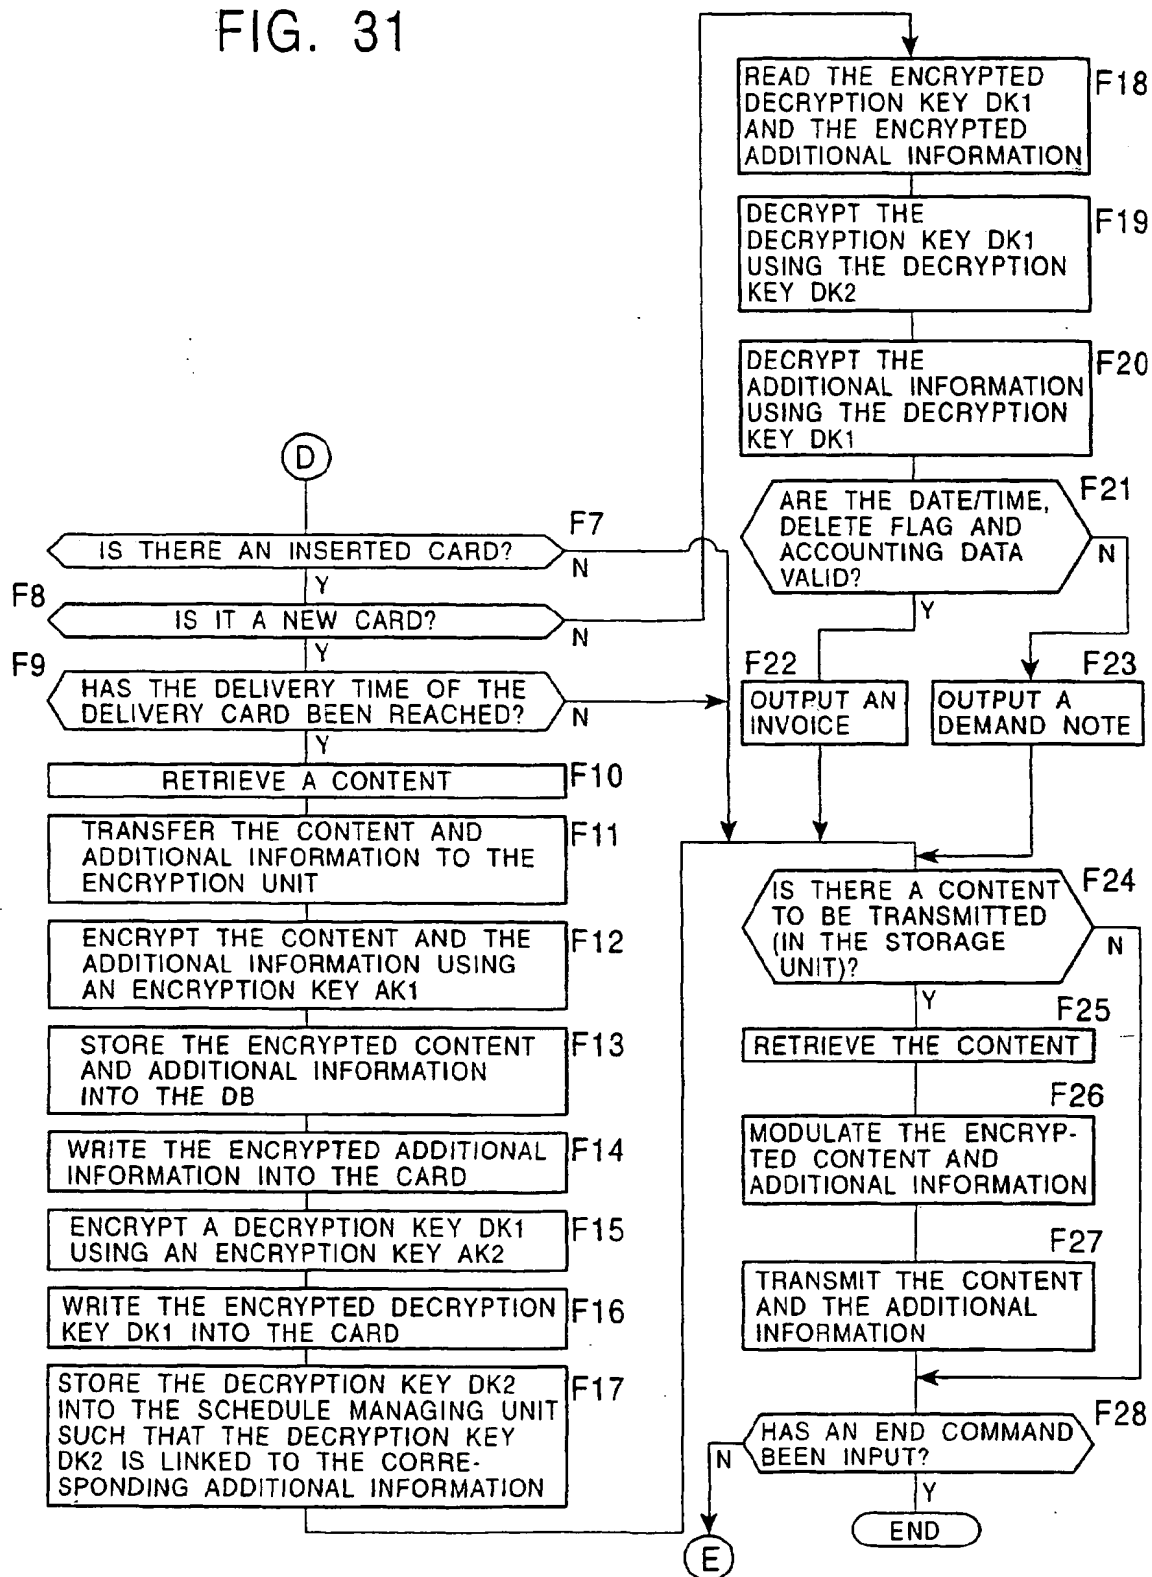 FIG. 31
D
F7
IS THERE AN INSERTED CARD?
N
Y
F8
IS IT A NEW CARD?
N
Y
F9
HAS THE DELIVERY TIME OF THE
DELIVERY CARD BEEN REACHED?
N
Y
RETRIEVE A CONTENT
F10
TRANSFER THE CONTENT AND
ADDITIONAL INFORMATION TO THE
ENCRYPTION UNIT
F11
ENCRYPT THE CONTENT AND THE
ADDITIONAL INFORMATION USING
AN ENCRYPTION KEY AK1
F12
STORE THE ENCRYPTED CONTENT
AND ADDITIONAL INFORMATION
INTO THE DB
F13
WRITE THE ENCRYPTED ADDITIONAL
INFORMATION INTO THE CARD
F14
ENCRYPT A DECRYPTION KEY DK1
USING AN ENCRYPTION KEY AK2
F15
WRITE THE ENCRYPTED DECRYPTION
KEY DK1 INTO THE CARD
F16
STORE THE DECRYPTION KEY DK2
INTO THE SCHEDULE MANAGING UNIT
SUCH THAT THE DECRYPTION KEY
DK2 IS LINKED TO THE CORRE-
SPONDING ADDITIONAL INFORMATION
F17
READ THE ENCRYPTED
DECRYPTION KEY DK1
AND THE ENCRYPTED
ADDITIONAL INFORMATION
F18
DECRYPT THE
DECRYPTION KEY DK1
USING THE DECRYPTION
KEY DK2
F19
DECRYPT THE
ADDITIONAL INFORMATION
USING THE DECRYPTION
KEY DK1
F20
ARE THE DATE/TIME,
DELETE FLAG AND
ACCOUNTING DATA
VALID?
F21
N
Y
F22
OUTPUT AN
INVOICE
F23
OUTPUT A
DEMAND NOTE
IS THERE A CONTENT
TO BE TRANSMITTED
(IN THE STORAGE
UNIT)?
F24
N
Y
F25
RETRIEVE THE CONTENT
F26
MODULATE THE ENCRYP-
TED CONTENT AND
ADDITIONAL INFORMATION
F27
TRANSMIT THE CONTENT
AND THE ADDITIONAL
INFORMATION
HAS AN END COMMAND
BEEN INPUT?
F28
N
Y
END
E